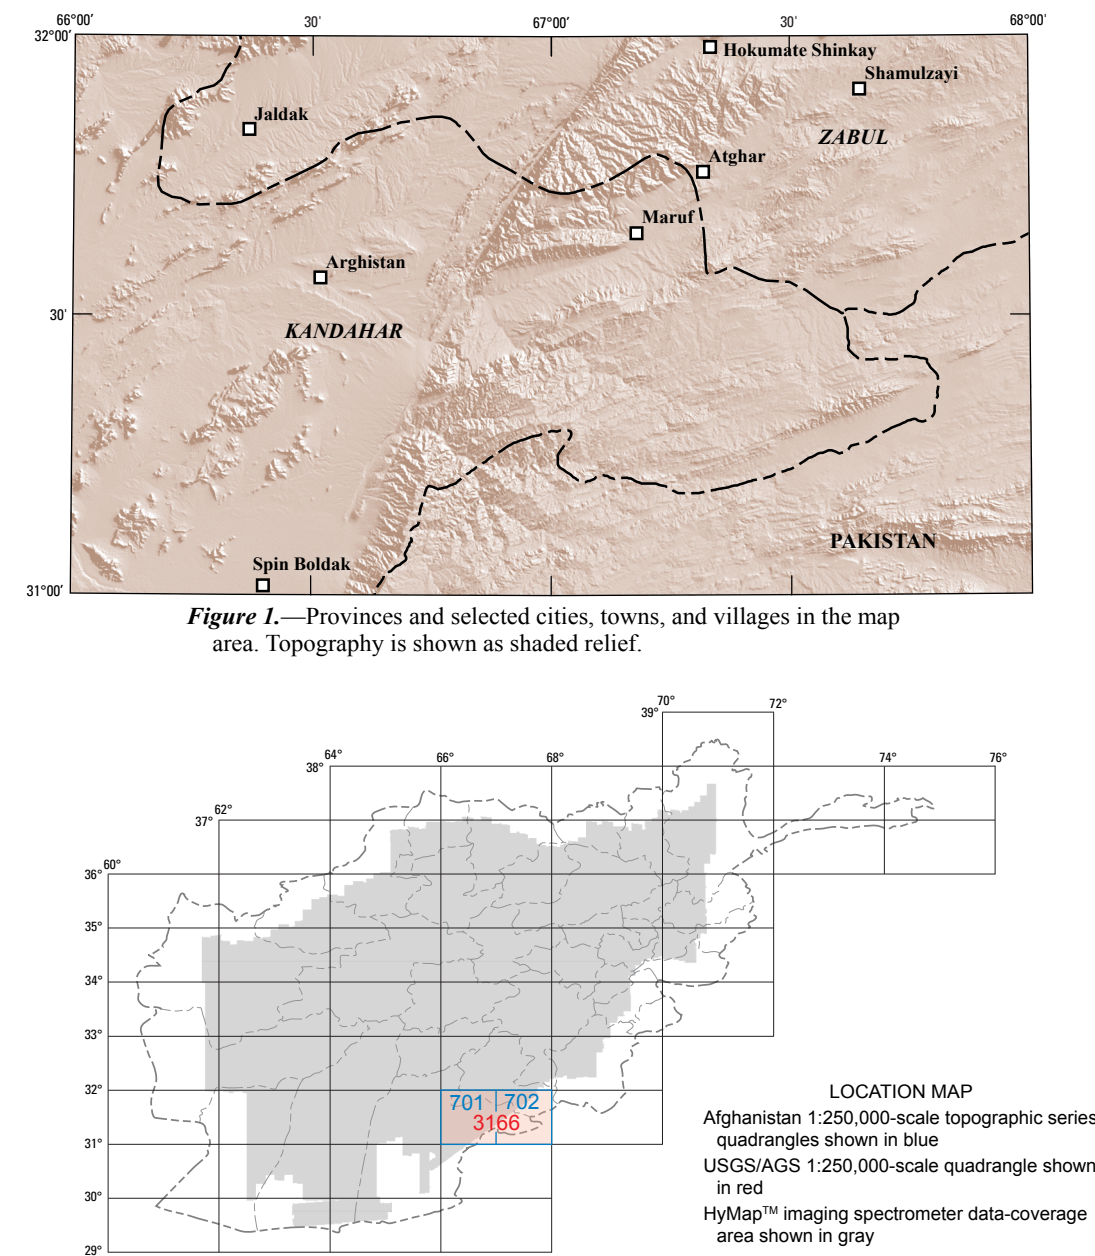 66°00'
30'
67°00'
30'
68°00'
32°00'
Hokumate Shinkay
Shamulzayi
Jaldak
ZABUL
Atghar
Maruf
Arghistan
30'
KANDAHAR
PAKISTAN
Spin Boldak
31°00'
Figure 1.—Provinces and selected cities, towns, and villages in the map
area. Topography is shown as shaded relief.
70°
72°
39°
64°
66°
68°
74°
76°
38°
62°
37°
60°
36°
35°
34°
33°
32°
701
702
3166
31°
30°
29°
LOCATION MAP
Afghanistan 1:250,000-scale topographic series
quadrangles shown in blue
USGS/AGS 1:250,000-scale quadrangle shown
in red
HyMap™ imaging spectrometer data-coverage
area shown in gray